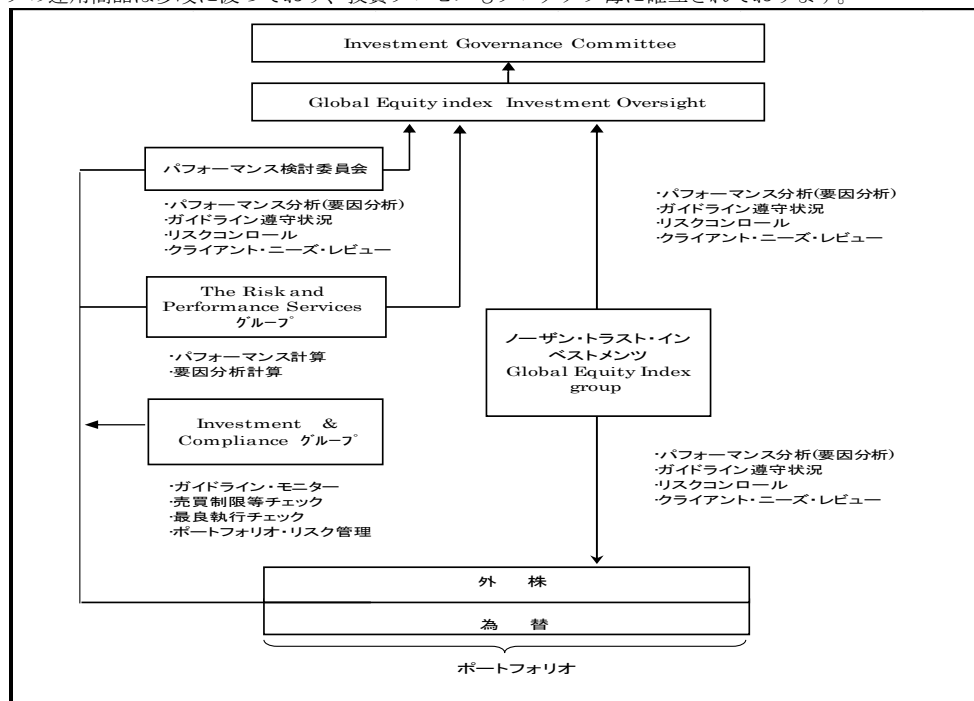 Investment Governance Committee
Global Equity index Investment Oversight
パフォーマンス検討委員会
・パフォーマンス分析(要因分析)
・ガイドライン遵守状況
・リスクコントロール
・クライアント・ニーズ・レビュー
The Risk and
Performance Services
グループ
・パフォーマンス計算
・要因分析計算
Investment &
Compliance グループ
・ガイドライン・モニター
・売買制限等チェック
・最良執行チェック
・ポートフォリオ・リスク管理
・パフォーマンス分析(要因分析)
・ガイドライン遵守状況
・リスクコントロール
・クライアント・ニーズ・レビュー
ノーザン・トラスト・イン
ベストメンツ
Global Equity Index
group
・パフォーマンス分析(要因分析)
・ガイドライン遵守状況
・リスクコントロール
・クライアント・ニーズ・レビュー
外 株
為 替
ポートフォリオ